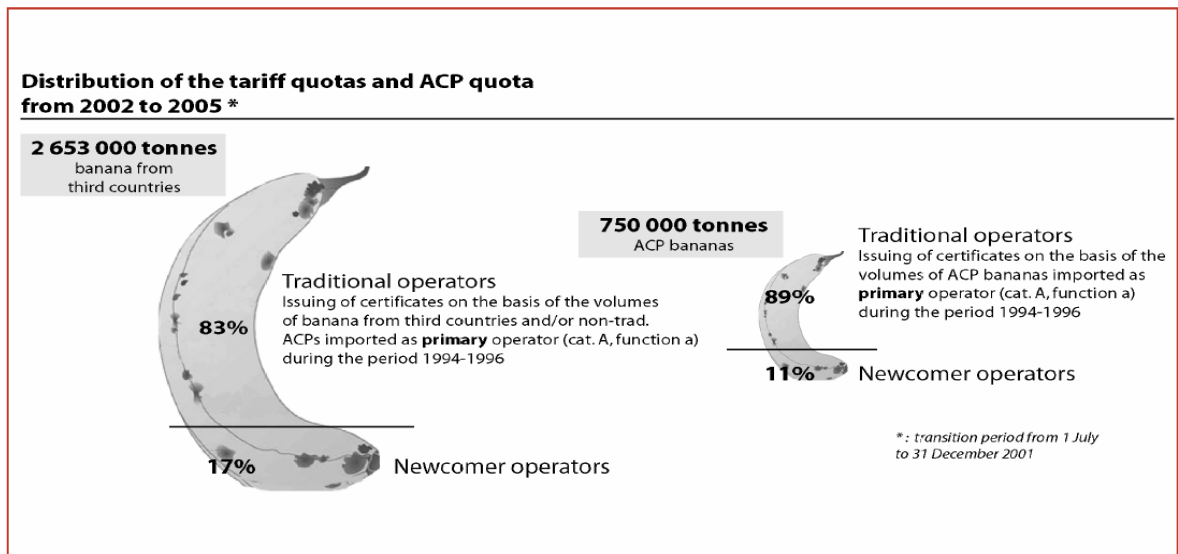 Distribution of the tariff quotas and ACP quota
from 2002 to 2005 *
2 653 000 tonnes
banana from
third countries
83%
Traditional operators
Issuing of certificates on the basis of the volumes
of banana from third countries and/or non-trad.
ACPs imported as primary operator (cat. A, function a)
during the period 1994-1996
17%
Newcomer operators
750 000 tonnes
ACP bananas
89%
Traditional operators
Issuing of certificates on the basis of the
volumes of ACP bananas imported as
primary operator (cat. A, function a)
during the period 1994-1996
11%
Newcomer operators
* : transition period from 1 July
to 31 December 2001